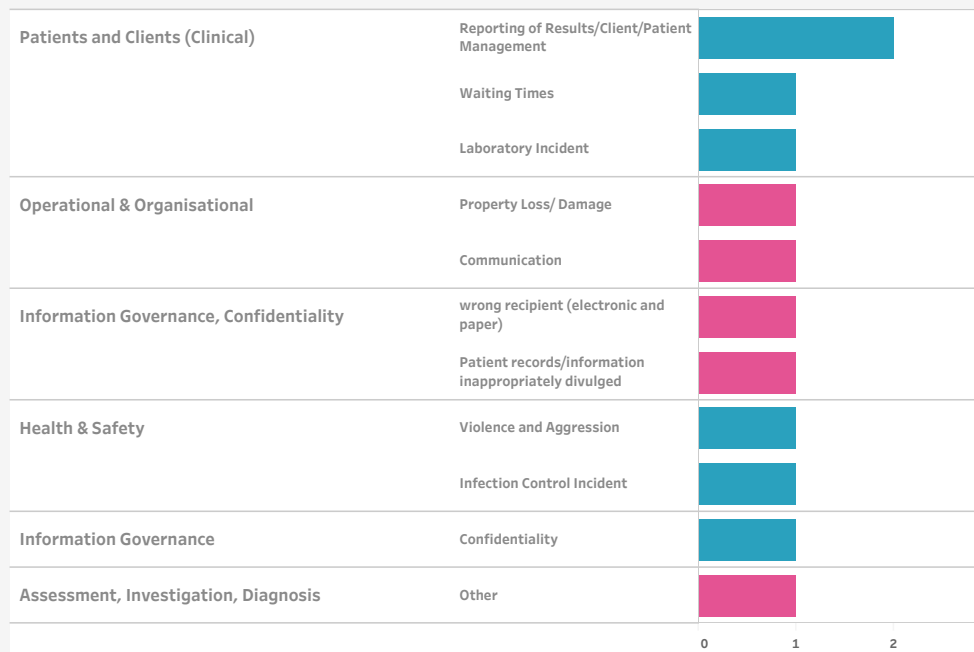 Patients and Clients (Clinical)
Reporting of Results/Client/Patient
Management
Waiting Times
Laboratory Incident
Operational & Organisational
Property Loss/ Damage
Communication
Information Governance, Confidentiality
wrong recipient (electronic and
paper)
Patient records/information
inappropriately divulged
Health & Safety
Violence and Aggression
Infection Control Incident
Information Governance
Confidentiality
Assessment, Investigation, Diagnosis
Other
0 1 2